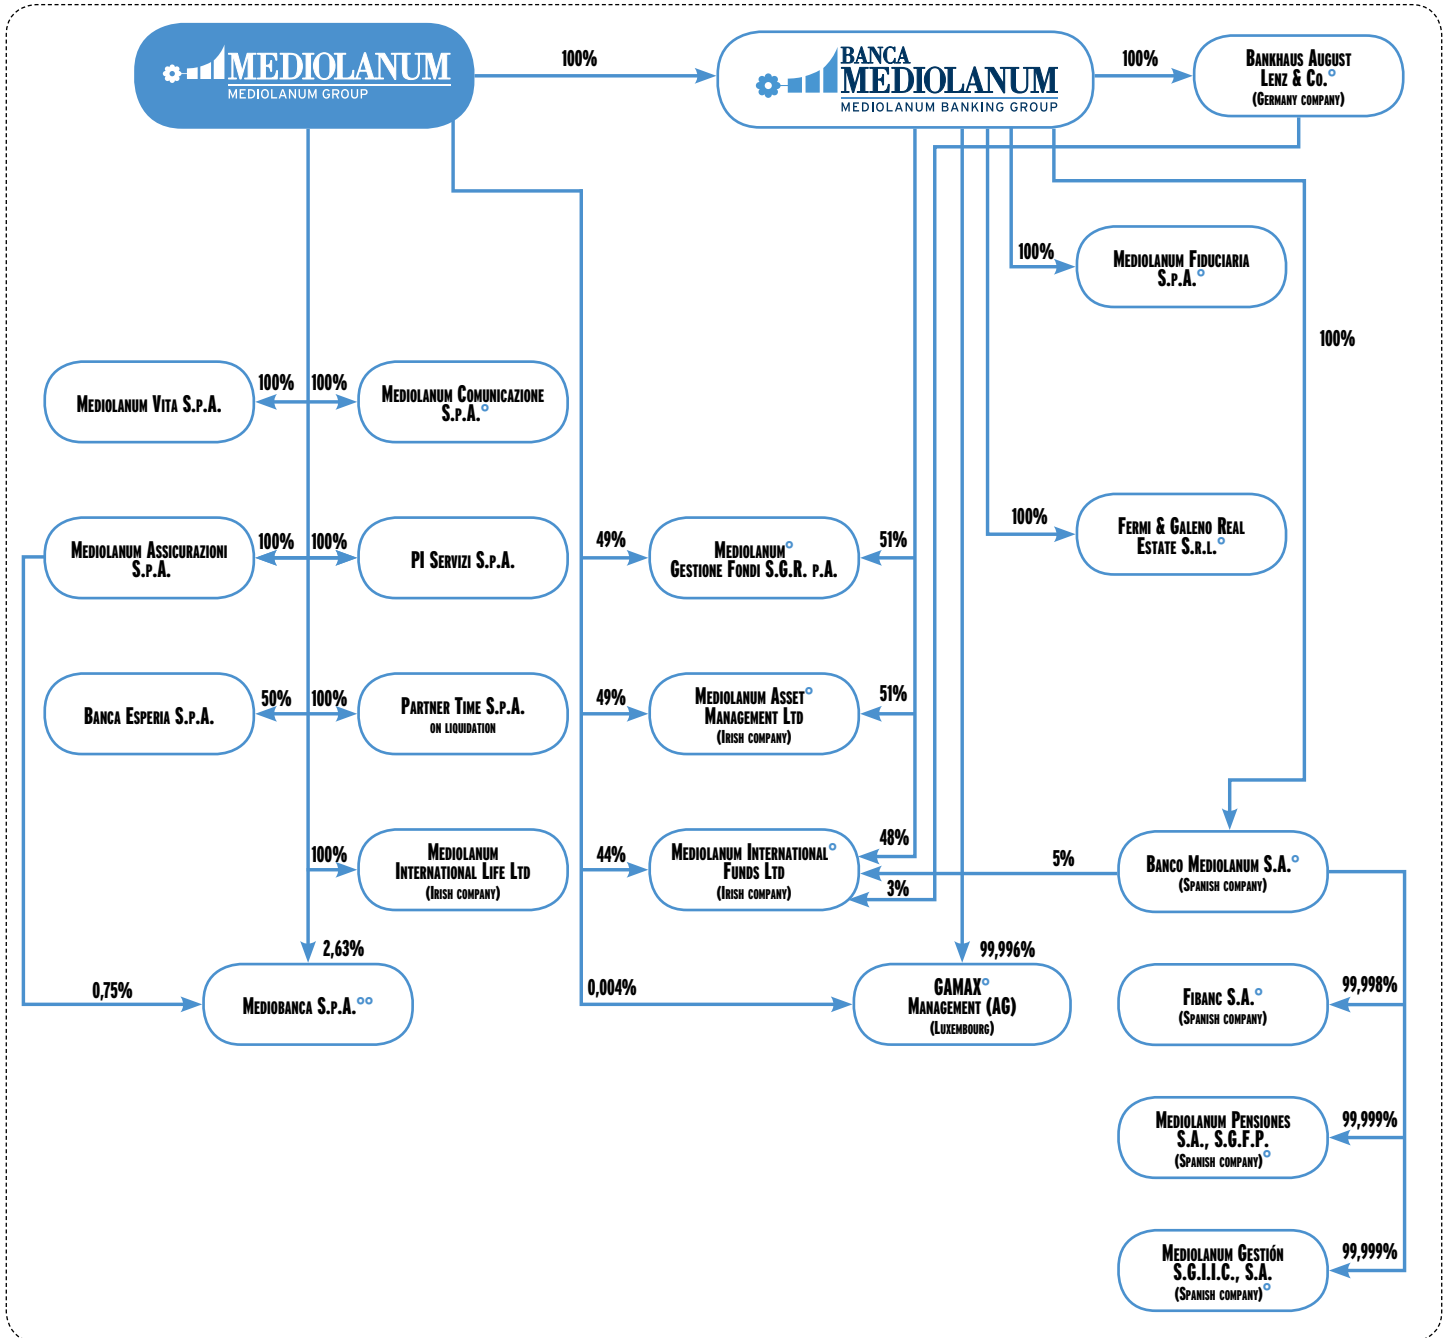 MEDIOLANUM
MEDIOLANUM GROUP
100%
BANCA
MEDIOLANUM
MEDIOLANUM BANKING GROUP
100%
Bankhaus August
Lenz & Co.°
(Germany company)
100%
Mediolanum Fiduciaria
S.p.A.°
100%
Mediolanum Vita S.p.A.
100%
100%
Mediolanum Comunicazione
S.p.A.°
Mediolanum Assicurazioni
S.p.A.
100%
100%
PI Servizi S.p.A.
49%
Mediolanum°
Gestione Fondi S.G.R. p.A.
51%
100%
Fermi & Galeno Real
Estate S.r.l.°
Banca Esperia S.p.A.
50%
100%
Partner Time S.p.A.
on liquidation
49%
Mediolanum Asset°
Management Ltd
(Irish company)
51%
100%
Mediolanum
International Life Ltd
(Irish company)
44%
Mediolanum International°
Funds Ltd
(Irish company)
48%
5%
3%
Banco Mediolanum S.A.°
(Spanish company)
2,63%
0,75%
Mediobanca S.p.A.°°
0,004%
99,996%
GAMAX°
Management (AG)
(Luxembourg)
Fibanc S.A.°
(Spanish company)
99,998%
Mediolanum Pensiones
S.A., S.G.F.P.
(Spanish company)°
99,999%
Mediolanum Gestión
S.G.I.I.C., S.A.
(Spanish company)°
99,999%